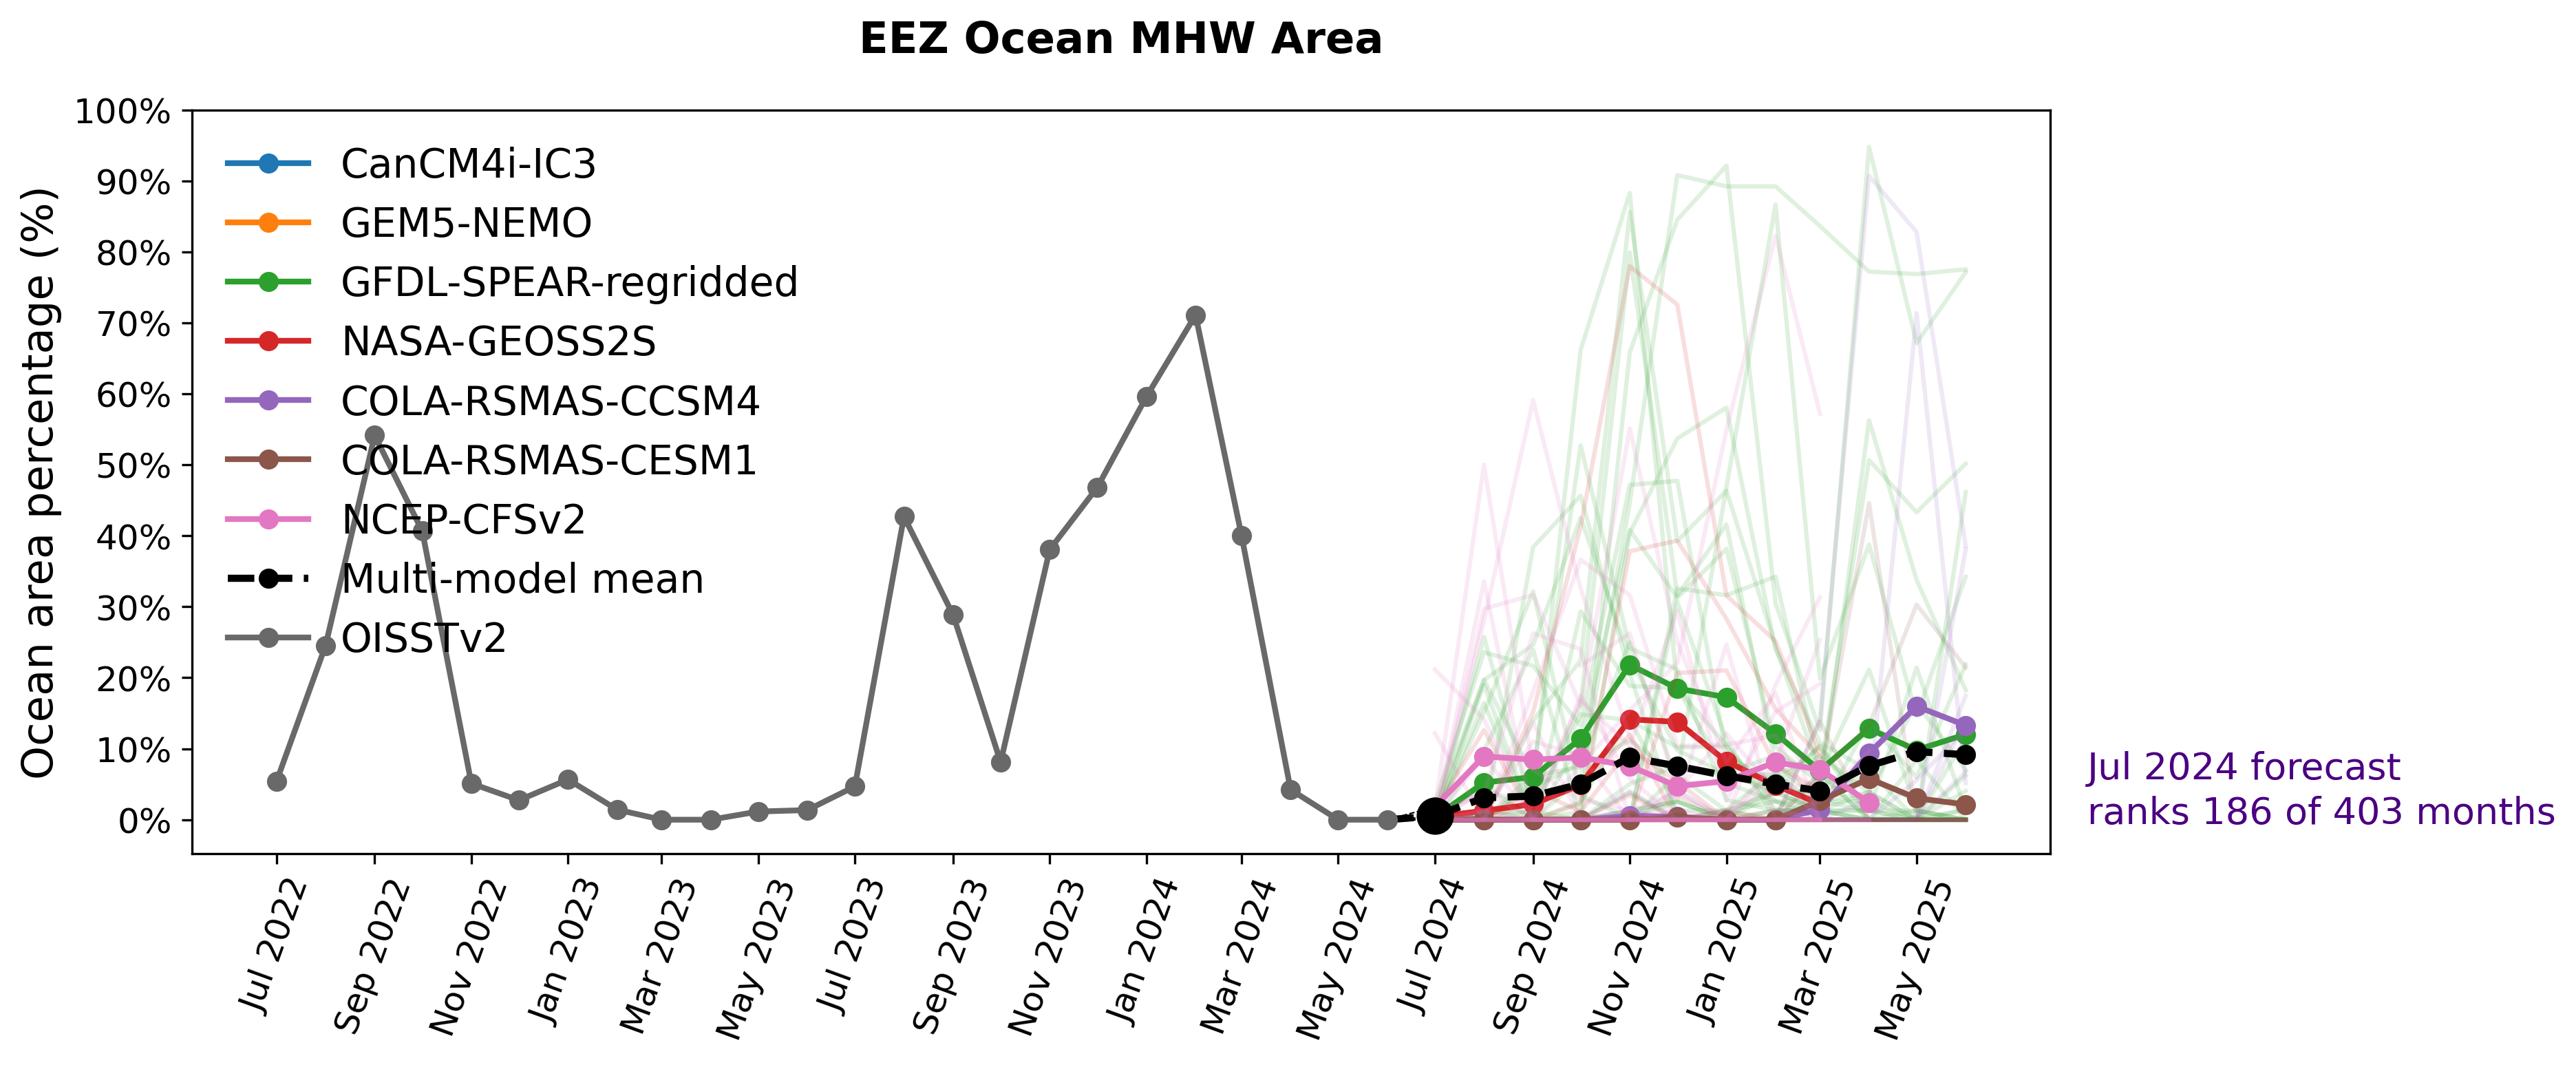 EEZ Ocean MHW Area
Ocean area percentage (%)
100%
90%
80%
70%
60%
50%
40%
30%
20%
10%
0%
CanCM4i-IC3
GEM5-NEMO
GFDL-SPEAR-regridded
NASA-GEOSS2S
COLA-RSMAS-CCSM4
COLA-RSMAS-CESM1
NCEP-CFSv2
Multi-model mean
OISSTv2
Jul 2024 forecast
ranks 186 of 403 months
Jul 2022
Sep 2022
Nov 2022
Jan 2023
Mar 2023
May 2023
Jul 2023
Sep 2023
Nov 2023
Jan 2024
Mar 2024
May 2024
Jul 2024
Sep 2024
Nov 2024
Jan 2025
Mar 2025
May 2025